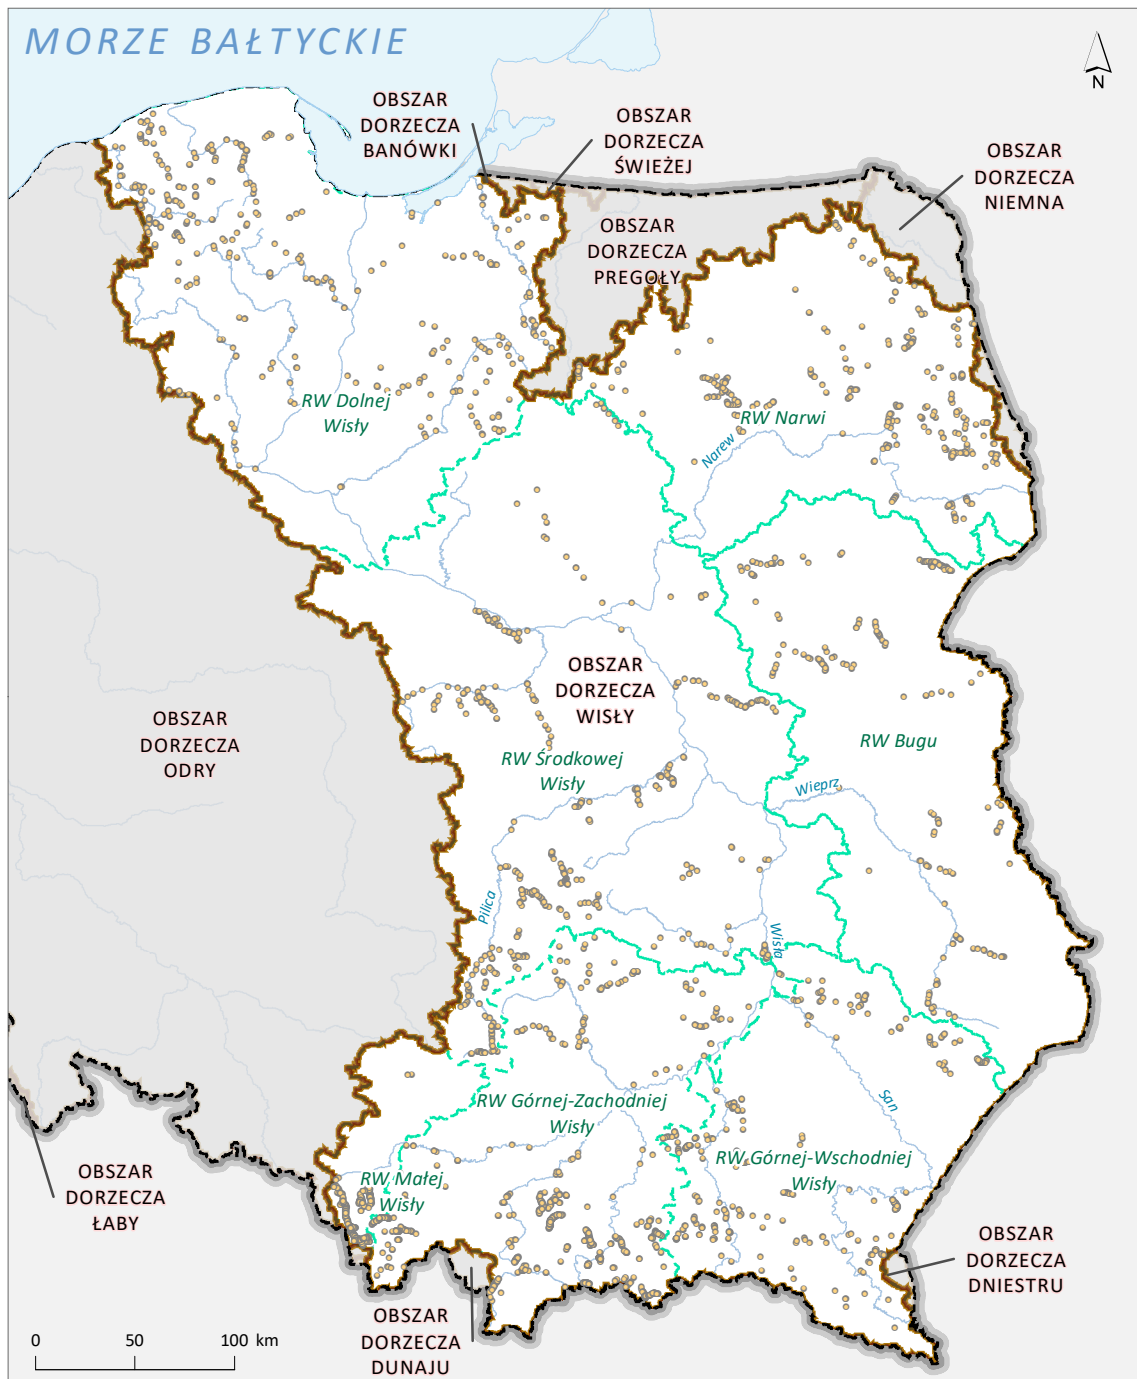 MORZE BAŁTYCKIE
N
OBSZAR
DORZECZA
BANÓWKI
OBSZAR
DORZECZA
ŚWIEŻEJ
OBSZAR
DORZECZA
NIEMNA
OBSZAR
DORZECZA
PREGOŁY
RW Dolnej
Wisły
RW Narwi
Narew
OBSZAR
DORZECZA
WISŁY
OBSZAR
DORZECZA
ODRY
RW Bugu
RW Środkowej
Wisły
Wieprz
Pilica
Wisła
San
RW Górnej-Zachodniej
Wisły
RW Górnej-Wschodniej
Wisły
RW Małej
Wisły
OBSZAR
DORZECZA
ŁABY
OBSZAR
DORZECZA
DNIESTRU
OBSZAR
DORZECZA
DUNAJU
0 50 100 km